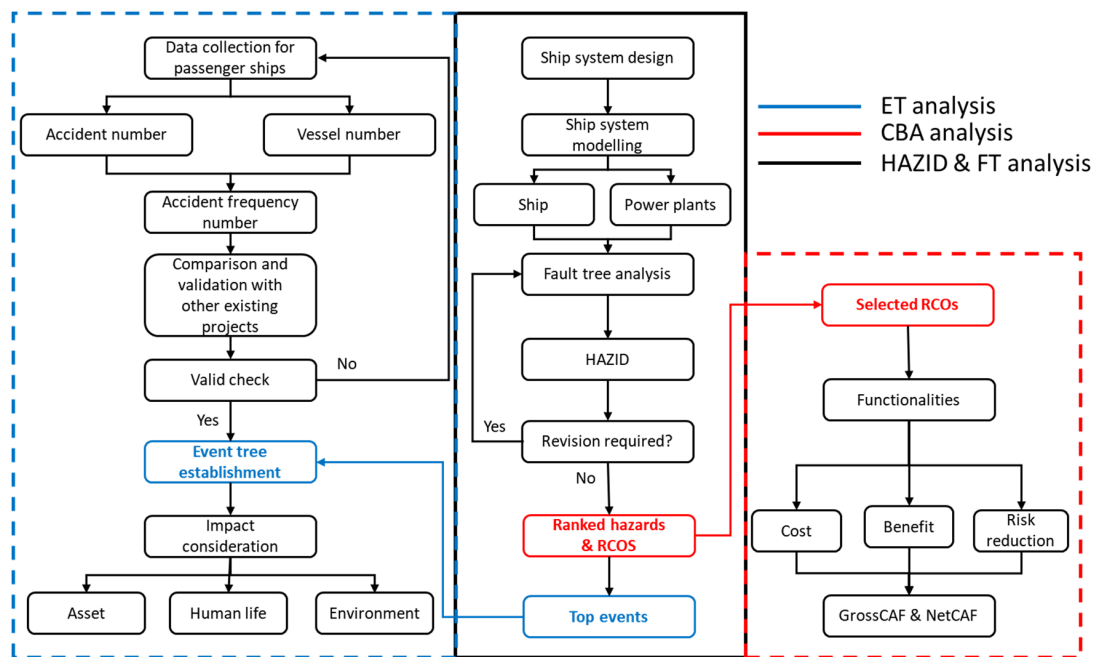 Data collection for
passenger ships
Accident number
Vessel number
Accident frequency
number
Comparison and
validation with
other existing
projects
Valid check
No
Yes
Event tree
establishment
Impact
consideration
Asset
Human life
Environment
Ship system design
Ship system
modelling
Ship
Power plants
Fault tree analysis
HAZID
Revision required?
Yes
No
Ranked hazards
& RCOS
Top events
ET analysis
CBA analysis
HAZID & FT analysis
Selected RCOs
Functionalities
Cost
Benefit
Risk
reduction
GrossCAF & NetCAF